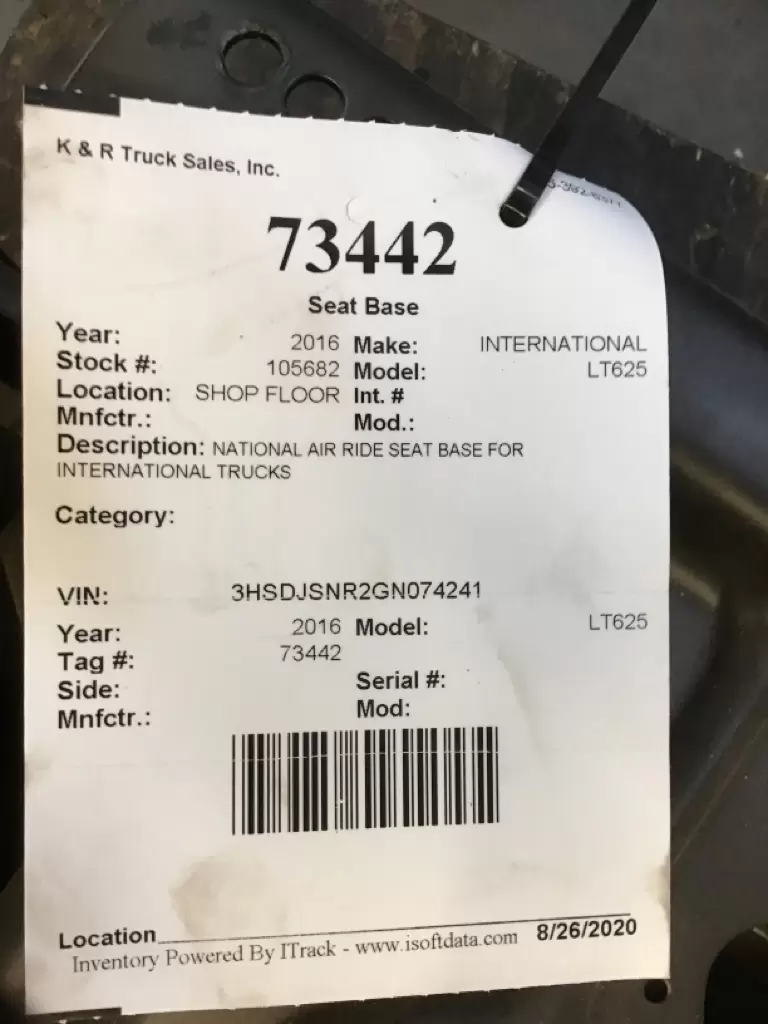 K & R Truck Sales, Inc.
73442
Seat Base
Year: 2016 Make: INTERNATIONAL
Stock #: 105682 Model: LT625
Location: SHOP FLOOR Int. #
Mnfctr.: Mod.:
Description: NATIONAL AIR RIDE SEAT BASE FOR
INTERNATIONAL TRUCKS
Category:
VIN: 3HSDJSNR2GN074241
Year: 2016 Model: LT625
Tag #: 73442
Side: Serial #:
Mnfctr.: Mod:
Location
8/26/2020
Inventory Powered By ITrack - www.isoftdata.com